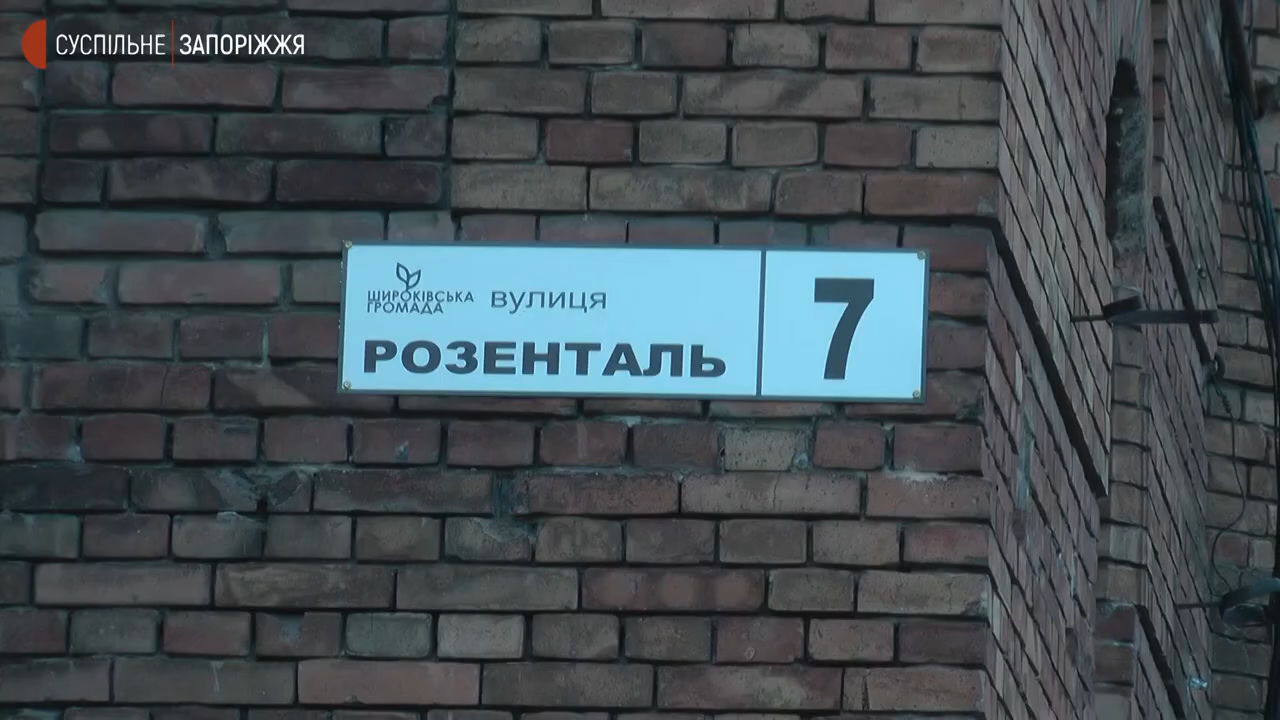 СУСПІЛЬНЕ ЗАПОРІЖЖЯ
ШИРОКІВСЬКА
ГРОМАДА
вулиця
РОЗЕНТАЛЬ
7